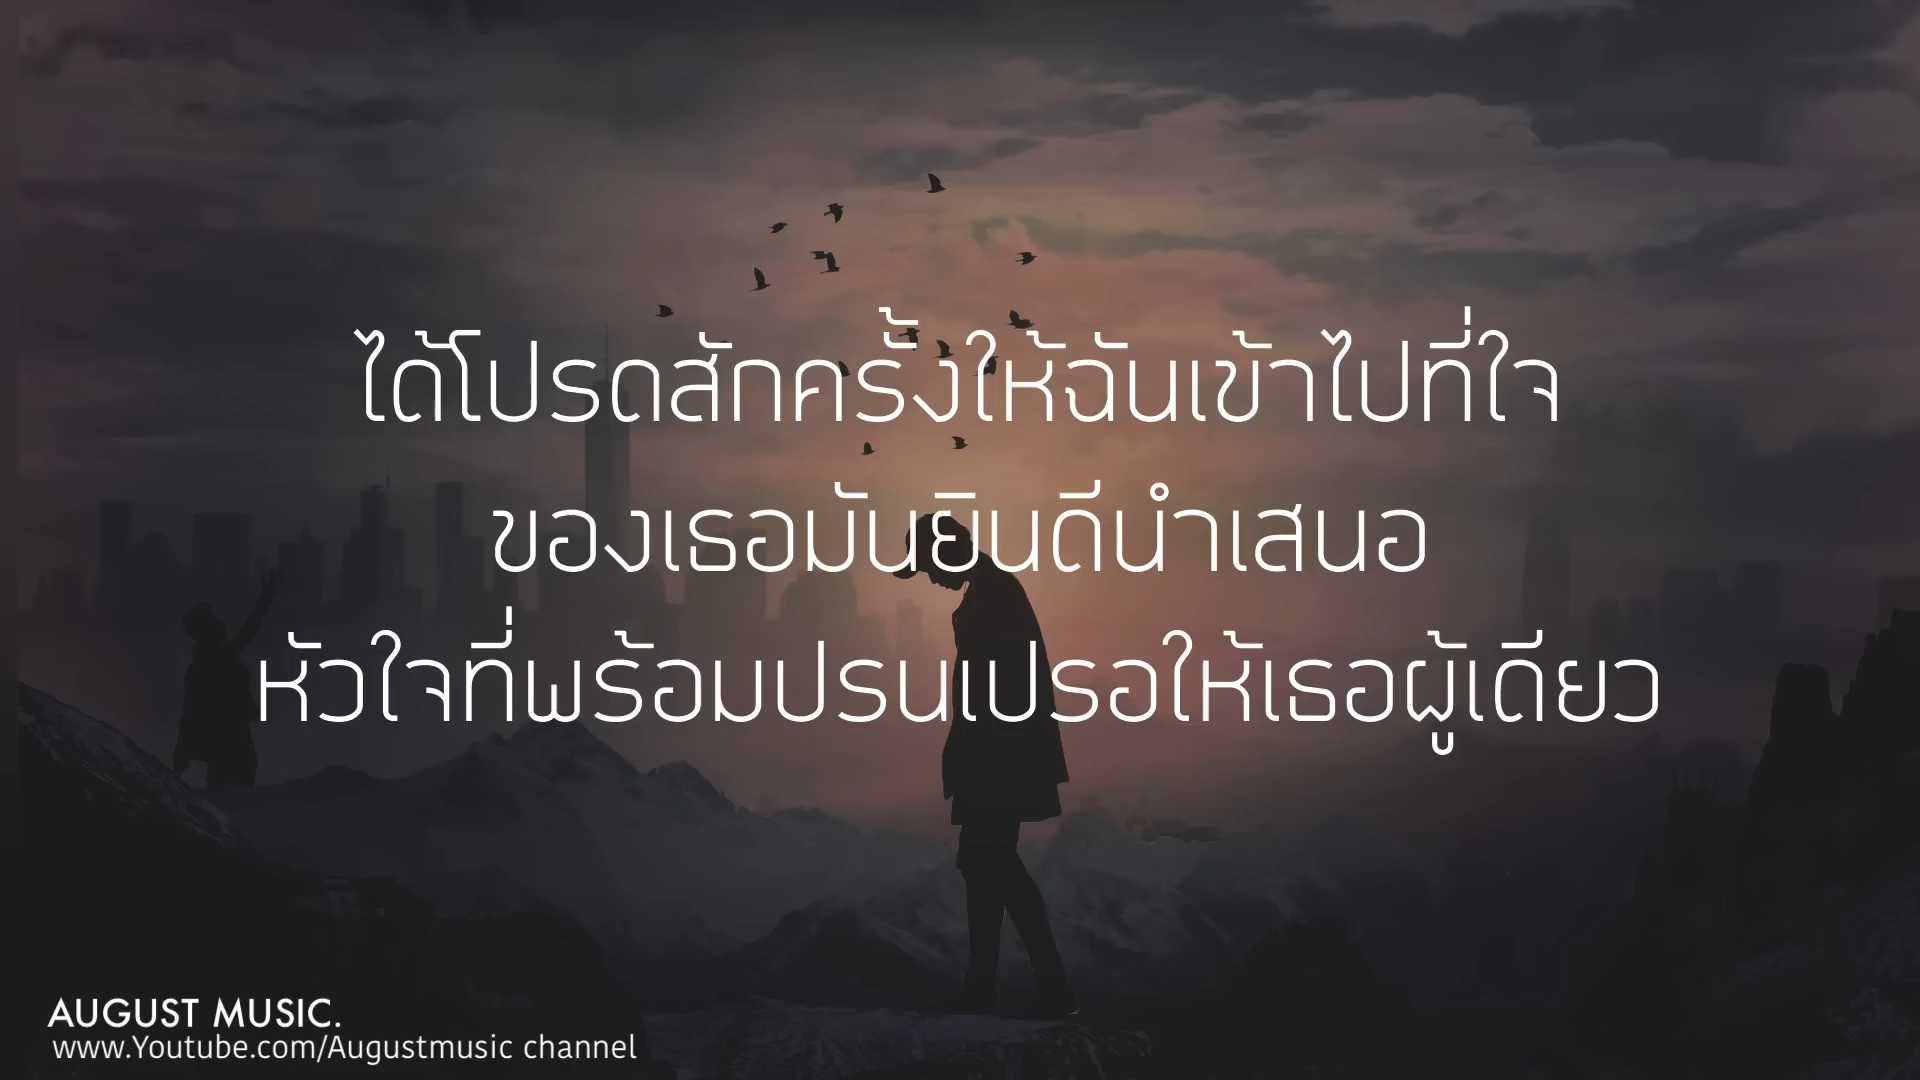 ได้โปรดสักครั้งให้ฉันเข้าไปที่ใจ
ของเธอมันยินดีนำเสนอ
หัวใจที่พร้อมปรนเปรอให้เธอผู้เดียว
AUGUST MUSIC.
www.Youtube.com/Augustmusic channel